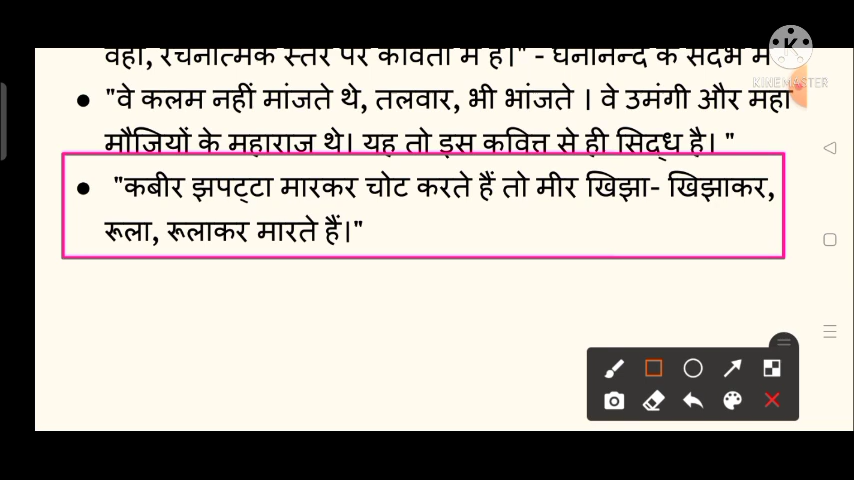 वहां, रचनात्मक स्तर पर कविता में है।" - घनानन्द के संदर्भ में
KINEMASTER
● "वे कलम नहीं मांजते थे, तलवार, भी भांजते । वे उमंगी और महा
मौजियों के महाराज थे। यह तो इस कवित्त से ही सिद्ध है। "
● "कबीर झपट्टा मारकर चोट करते हैं तो मीर खिझा- खिझाकर,
रूला, रूलाकर मारते हैं।"